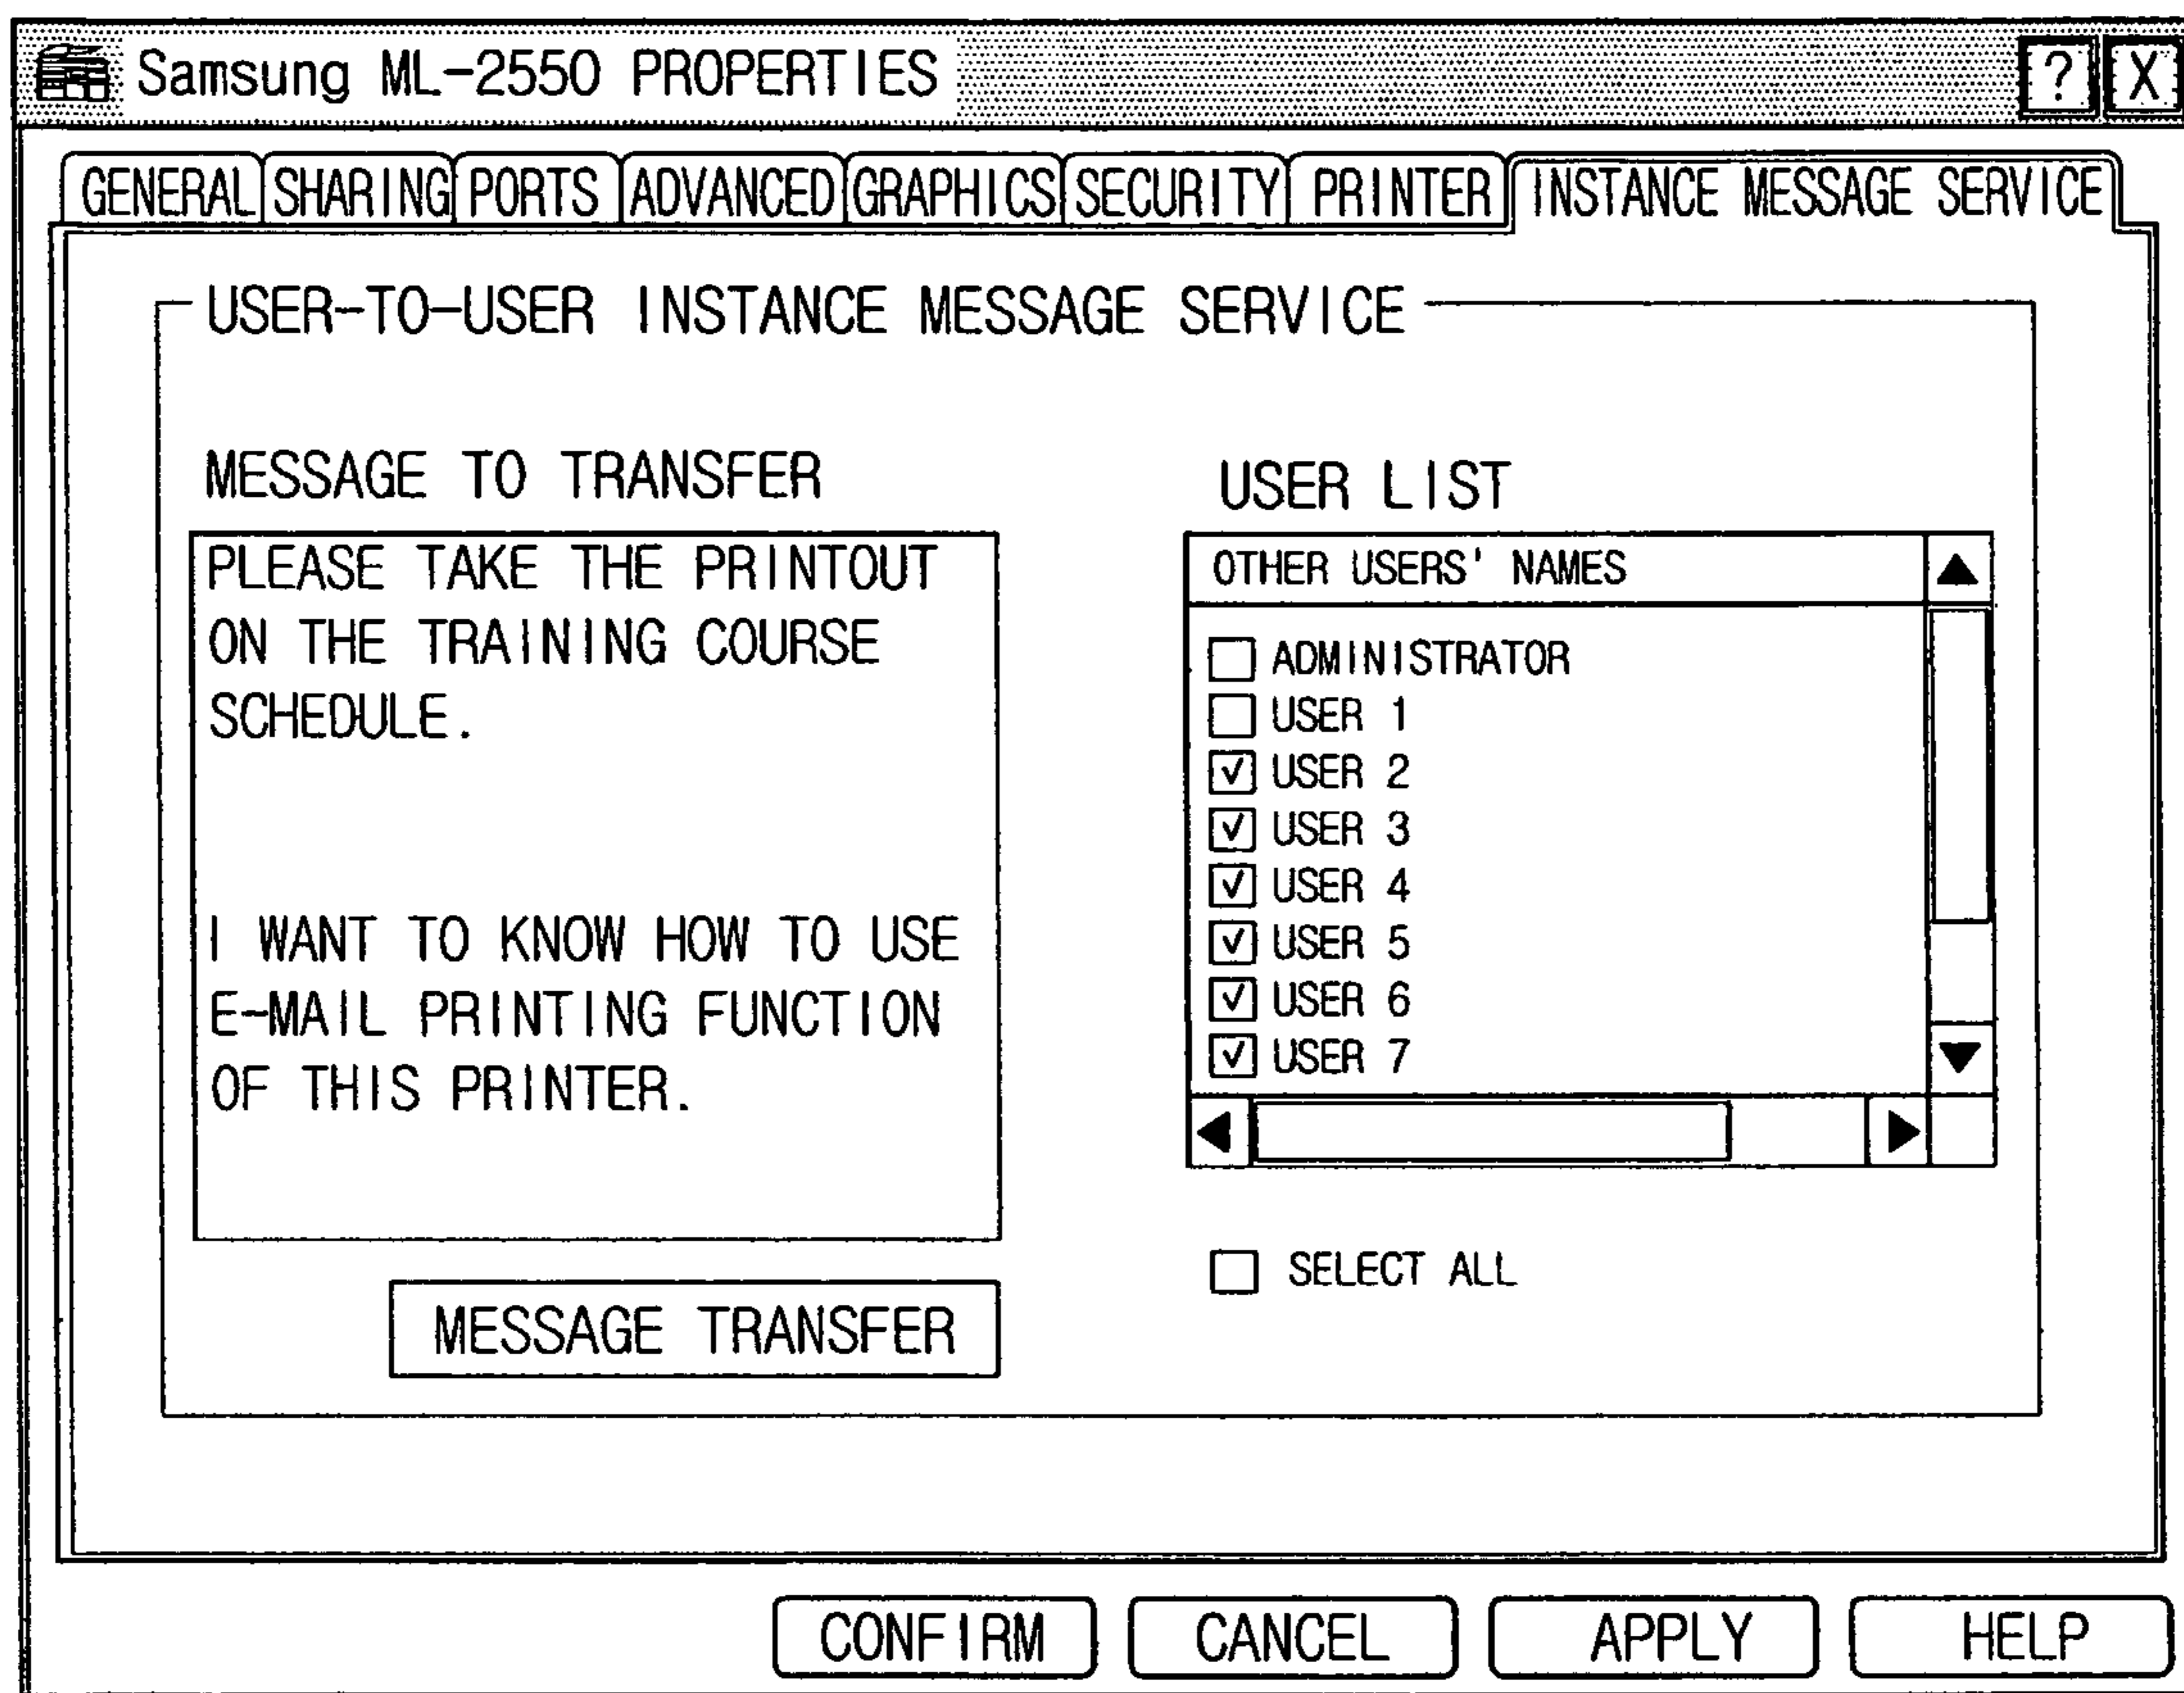 Samsung ML-2550 PROPERTIES ? X
GENERAL SHARING PORTS ADVANCED GRAPHICS SECURITY PRINTER INSTANCE MESSAGE SERVICE
USER-TO-USER INSTANCE MESSAGE SERVICE
MESSAGE TO TRANSFER
PLEASE TAKE THE PRINTOUT
ON THE TRAINING COURSE
SCHEDULE.
I WANT TO KNOW HOW TO USE
E-MAIL PRINTING FUNCTION
OF THIS PRINTER.
MESSAGE TRANSFER
USER LIST
OTHER USERS' NAMES
ADMINISTRATOR
USER 1
USER 2
USER 3
USER 4
USER 5
USER 6
USER 7
SELECT ALL
CONFIRM CANCEL APPLY HELP